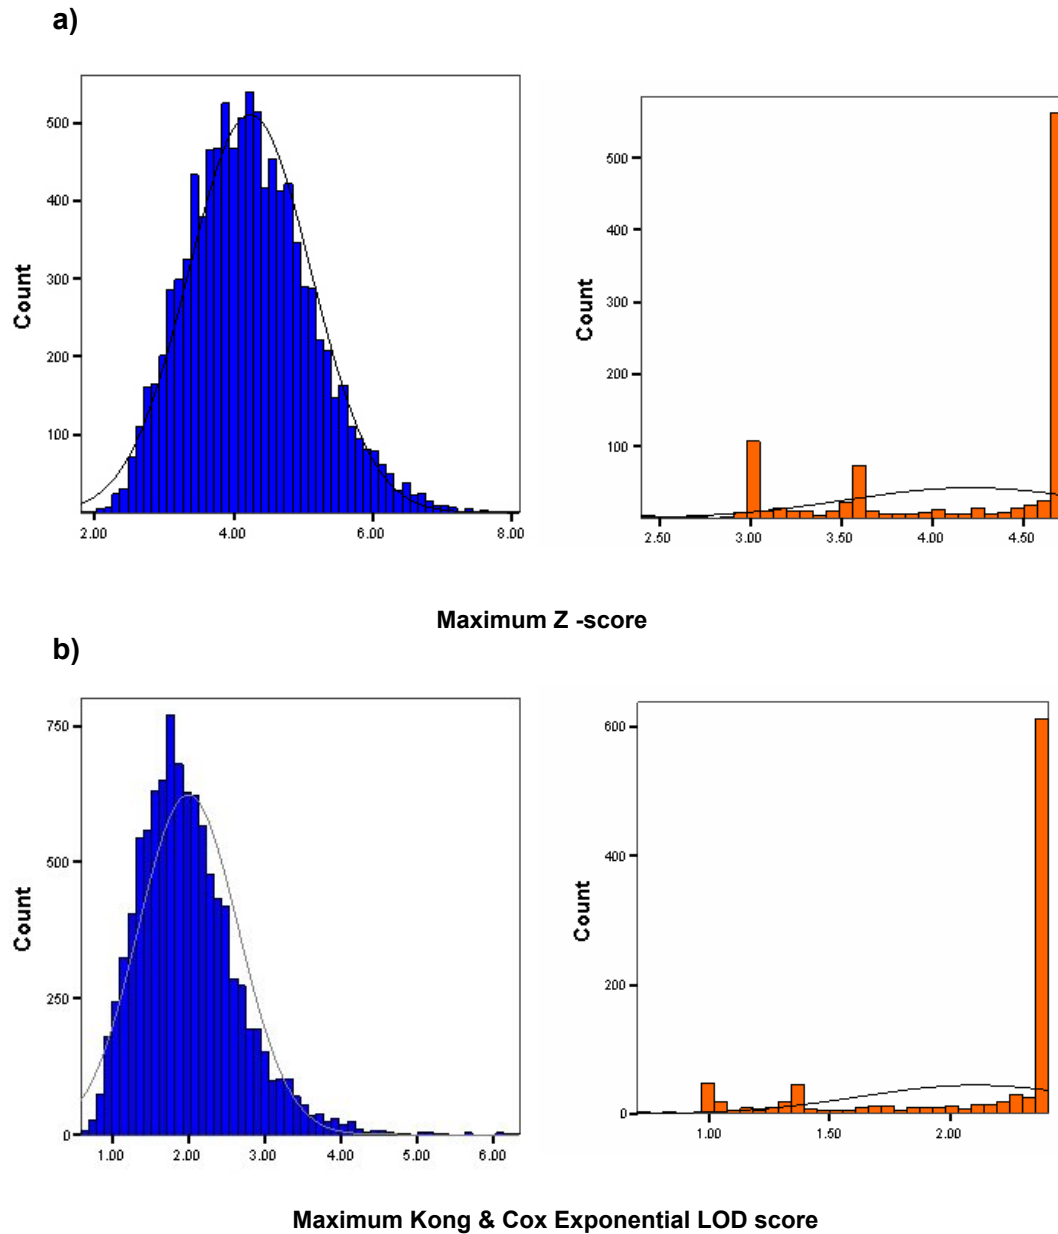 a)
500
400
300
200
100
Count
2.00 4.00 6.00 8.00
500
400
300
200
100
Count
2.50 3.00 3.50 4.00 4.50
Maximum Z -score
b)
750
500
250
0
Count
1.00 2.00 3.00 4.00 5.00 6.00
600
400
200
0
Count
1.00 1.50 2.00
Maximum Kong & Cox Exponential LOD score